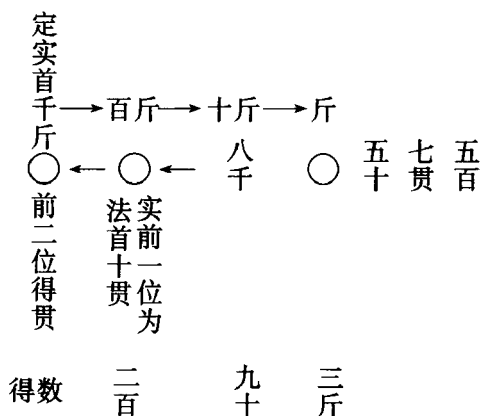 定实首千斤→百斤→十斤→斤
○←○←八千 ○ 五十 七贯 五百
前二位得贯
实前一位为
法首十贯
得数 二百 九十 三斤